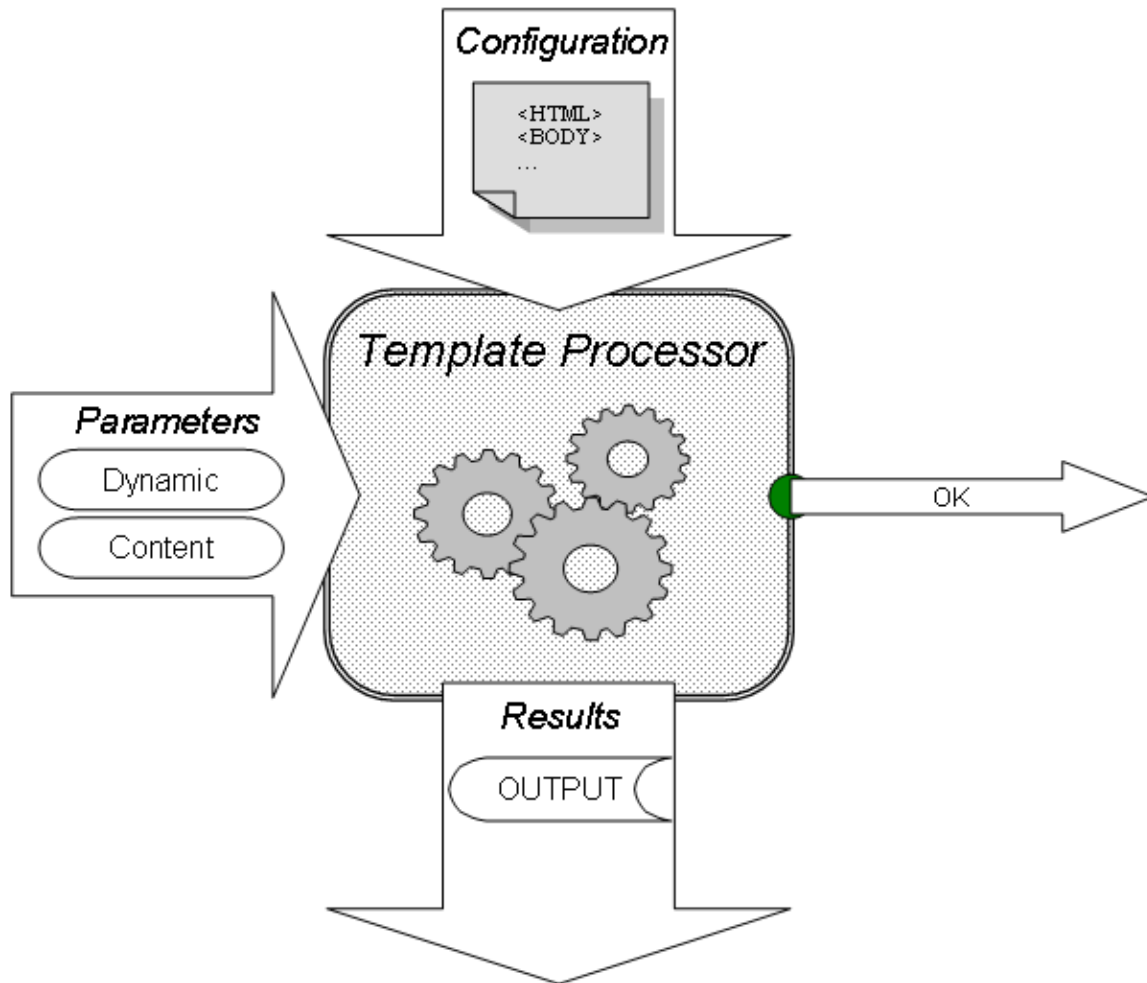 Configuration
<HTML>
<BODY>
...
Template Processor
Parameters
Dynamic
Content
OK
Results
OUTPUT